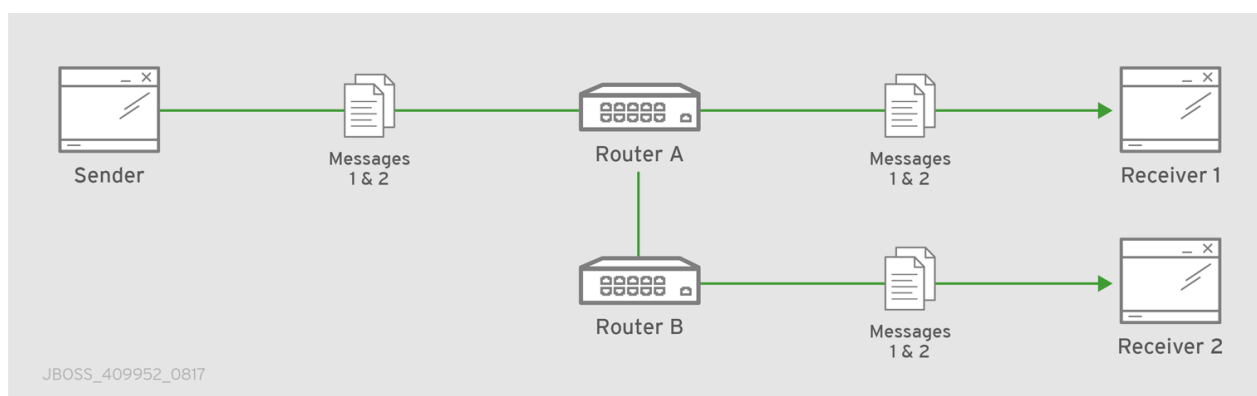 Sender
Messages
1 & 2
Router A
Messages
1 & 2
Receiver 1
Router B
Messages
1 & 2
Receiver 2
JBOSS_409952_0817